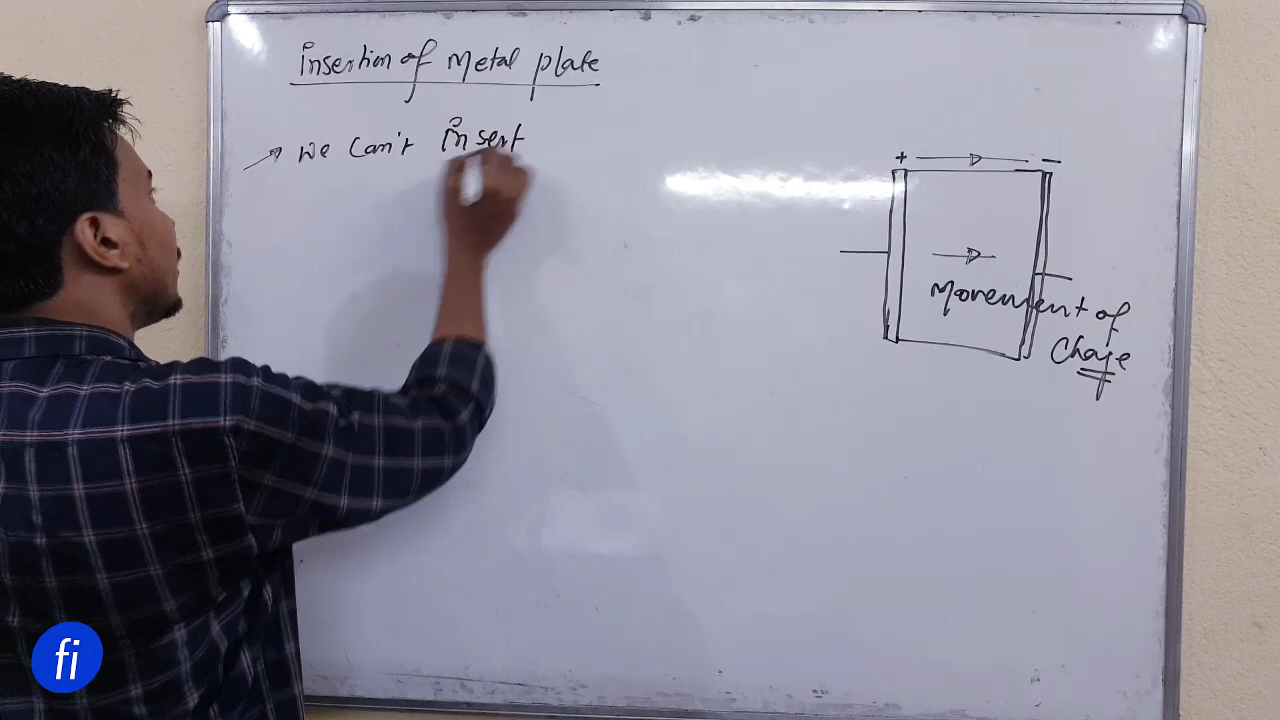 Insertion of Metal plate
→ We Can't Insert
+ → −
Movement of
Charge
fi